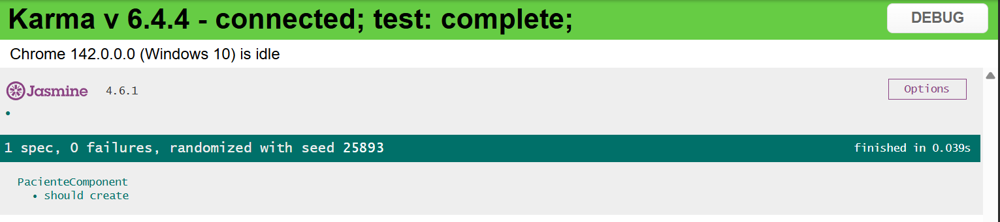 Karma v 6.4.4 - connected; test: complete;
DEBUG
Chrome 142.0.0.0 (Windows 10) is idle
Jasmine 4.6.1
Options
•
1 spec, 0 failures, randomized with seed 25893
finished in 0.039s
PacienteComponent
• should create